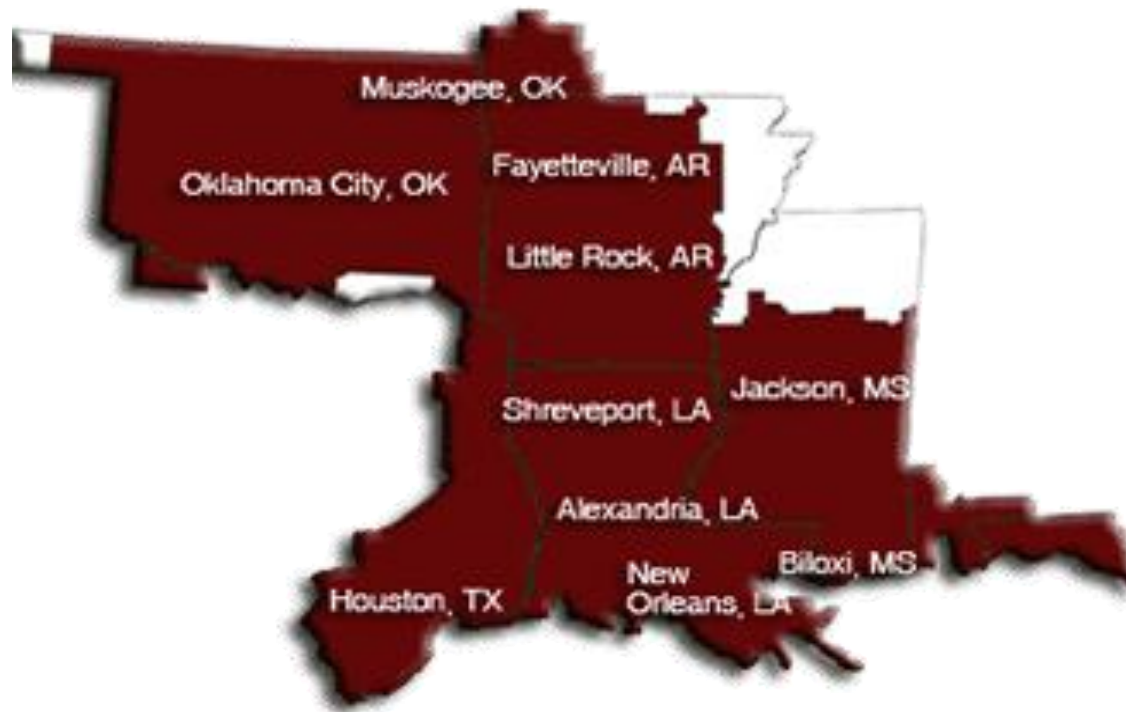 Muskogee, OK
Fayetteville, AR
Oklahoma City, OK
Little Rock, AR
Jackson, MS
Shreveport, LA
Alexandria, LA
Biloxi, MS
New
Orleans, LA
Houston, TX